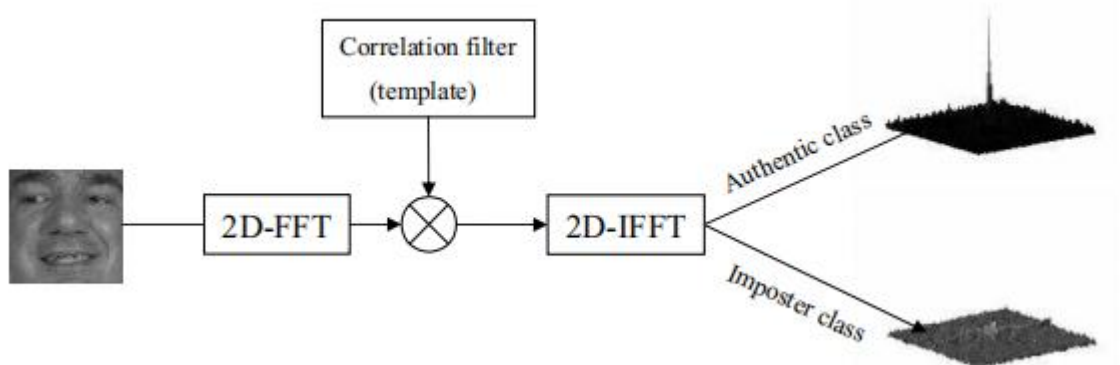 Correlation filter
(template)
2D-FFT
2D-IFFT
Authentic class
Imposter class